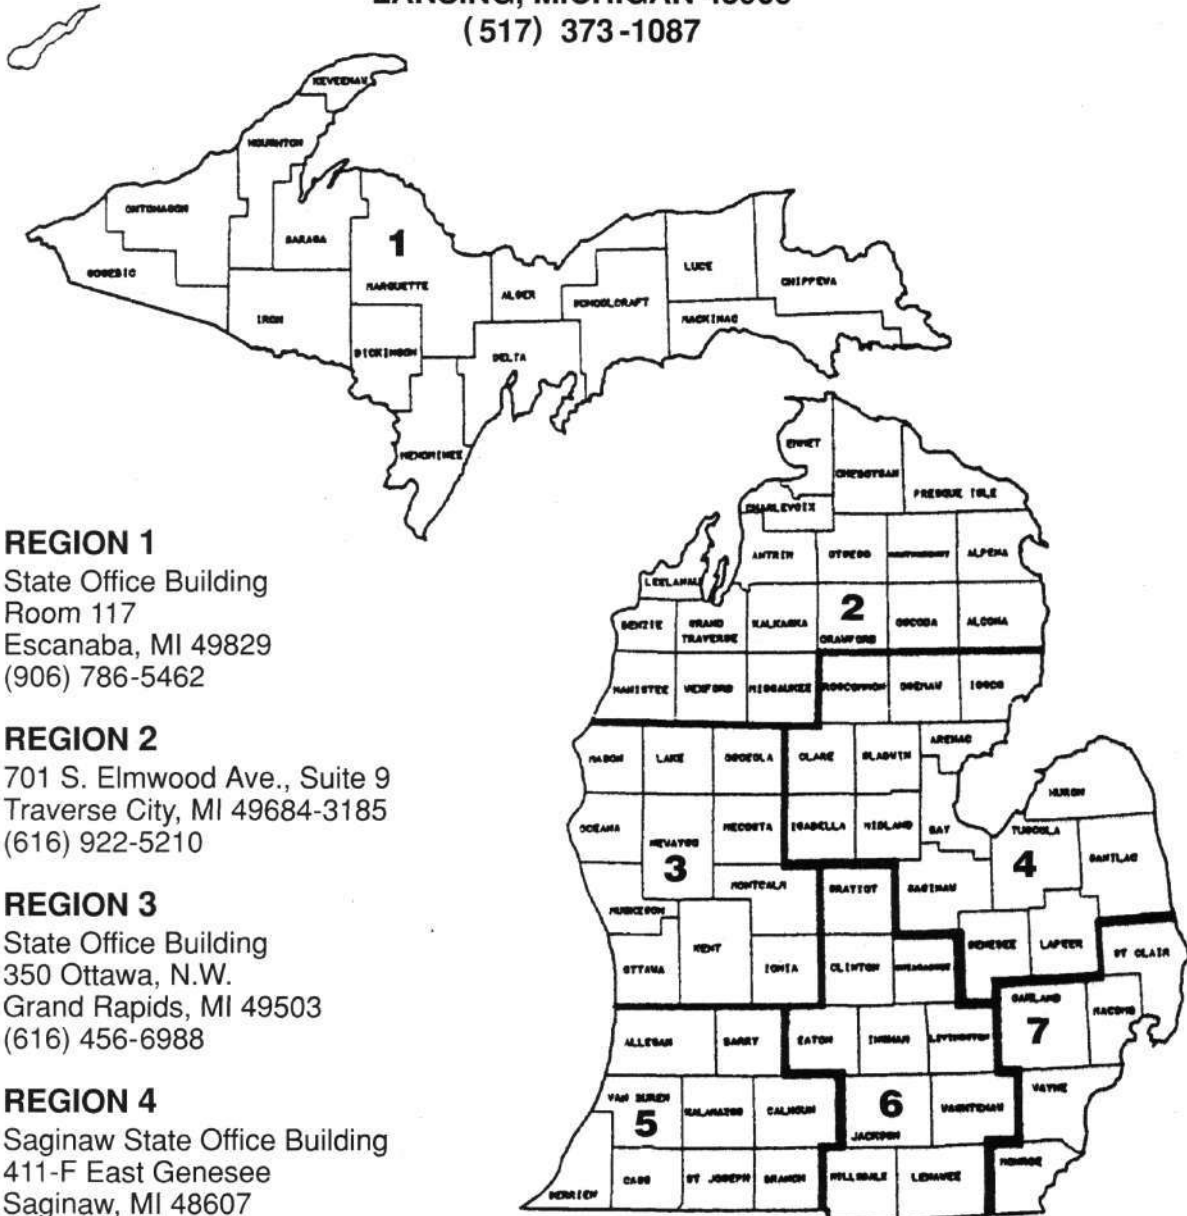 LANSING, MICHIGAN 48909
(517) 373-1087
KEWEENAW
HOUGHTON
ONTONAGON
BARAGA
1
GOGEBIC
MARQUETTE
LUCE
CHIPPEWA
ALGER
SCHOOLCRAFT
IRON
MACKINAC
DICKINSON
DELTA
MENOMINEE
EMMET
CHEBOYGAN
PRESQUE ISLE
CHARLEVOIX
ANTRIM
OTSEGO
ALPENA
LEELANAU
2
BENZIE
GRAND
TRAVERSE
KALKASKA
CRAWFORD
OSCODA
ALCONA
MANISTEE
WEXFORD
MISSAUKEE
ROSCOMMON
OGEMAW
IOSCO
ARENAC
MASON
LAKE
OSCEOLA
CLARE
GLADWIN
HURON
OCEANA
NEWAYGO
MECOSTA
ISABELLA
MIDLAND
BAY
TUSCOLA
SANILAC
3
4
MONTCALM
GRATIOT
SAGINAW
MUSKEGON
KENT
GENESEE
LAPEER
ST CLAIR
OTTAWA
IONIA
CLINTON
OAKLAND
MACOMB
7
ALLEGAN
BARRY
EATON
INGHAM
LIVINGSTON
WAYNE
VAN BUREN
KALAMAZOO
CALHOUN
5
6
JACKSON
WASHTENAW
MONROE
BERRIEN
CASS
ST JOSEPH
BRANCH
HILLSDALE
LENAWEE
REGION 1
State Office Building
Room 117
Escanaba, MI 49829
(906) 786-5462
REGION 2
701 S. Elmwood Ave., Suite 9
Traverse City, MI 49684-3185
(616) 922-5210
REGION 3
State Office Building
350 Ottawa, N.W.
Grand Rapids, MI 49503
(616) 456-6988
REGION 4
Saginaw State Office Building
411-F East Genesee
Saginaw, MI 48607